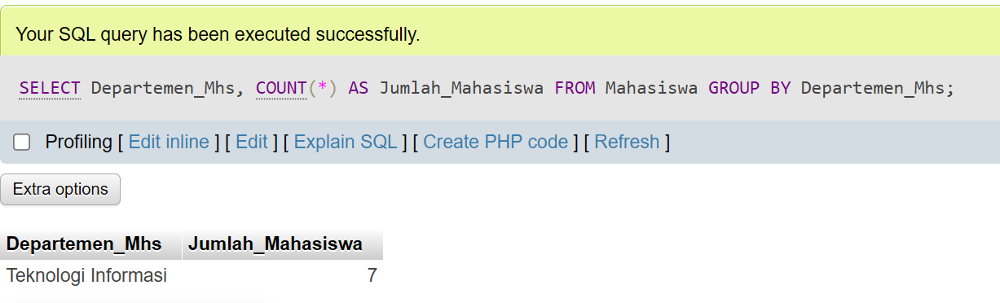 Your SQL query has been executed successfully.
SELECT Departemen_Mhs, COUNT(*) AS Jumlah_Mahasiswa FROM Mahasiswa GROUP BY Departemen_Mhs;
Profiling [ Edit inline ] [ Edit ] [ Explain SQL ] [ Create PHP code ] [ Refresh ]
Extra options
Departemen_Mhs Jumlah_Mahasiswa
Teknologi Informasi 7